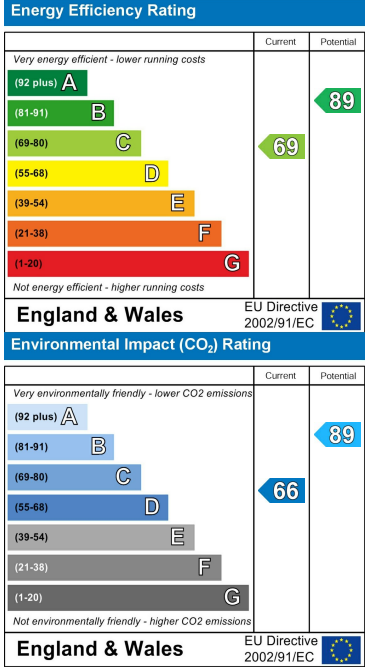 Energy Efficiency Rating
Current Potential
Very energy efficient - lower running costs
(92 plus) A
(81-91) B
89
(69-80) C
69
(55-68) D
(39-54) E
(21-38) F
(1-20) G
Not energy efficient - higher running costs
England & Wales
EU Directive
2002/91/EC
Environmental Impact (CO₂) Rating
Current Potential
Very environmentally friendly - lower CO2 emissions
(92 plus) A
(81-91) B
89
(69-80) C
(55-68) D
66
(39-54) E
(21-38) F
(1-20) G
Not environmentally friendly - higher CO2 emissions
England & Wales
EU Directive
2002/91/EC